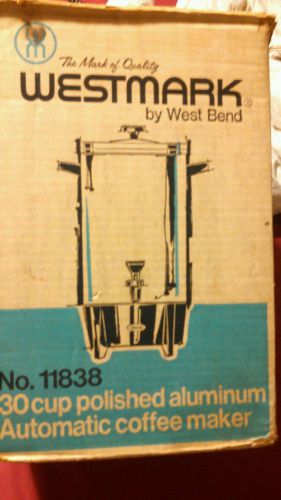 The Mark of Quality
WESTMARK®
by West Bend
No. 11838
30 cup polished aluminum
Automatic coffee maker